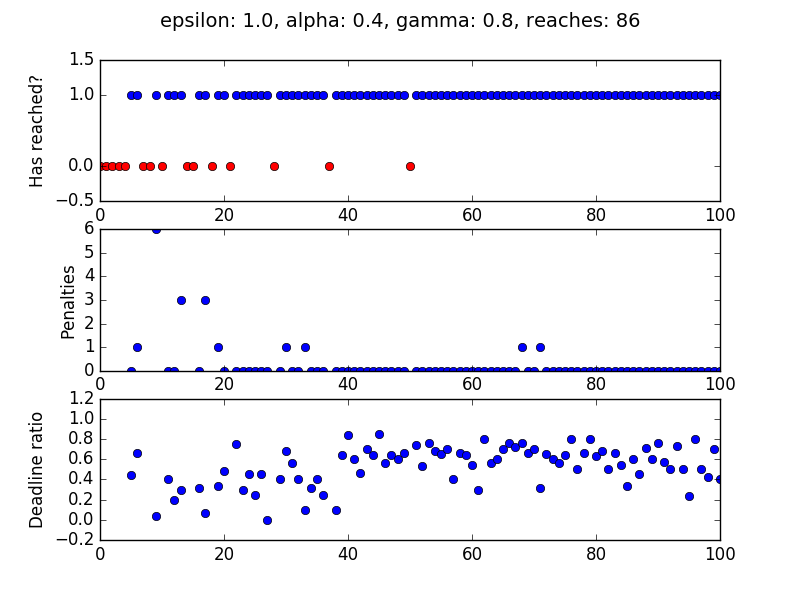 epsilon: 1.0, alpha: 0.4, gamma: 0.8, reaches: 86
1.5
1.0
0.0
−0.5
Has reached?
0 20 40 60 80 100
6
5
4
3
2
1
0
Penalties
0 20 40 60 80 100
1.2
1.0
0.8
0.6
0.4
0.2
0.0
−0.2
Deadline ratio
0 20 40 60 80 100